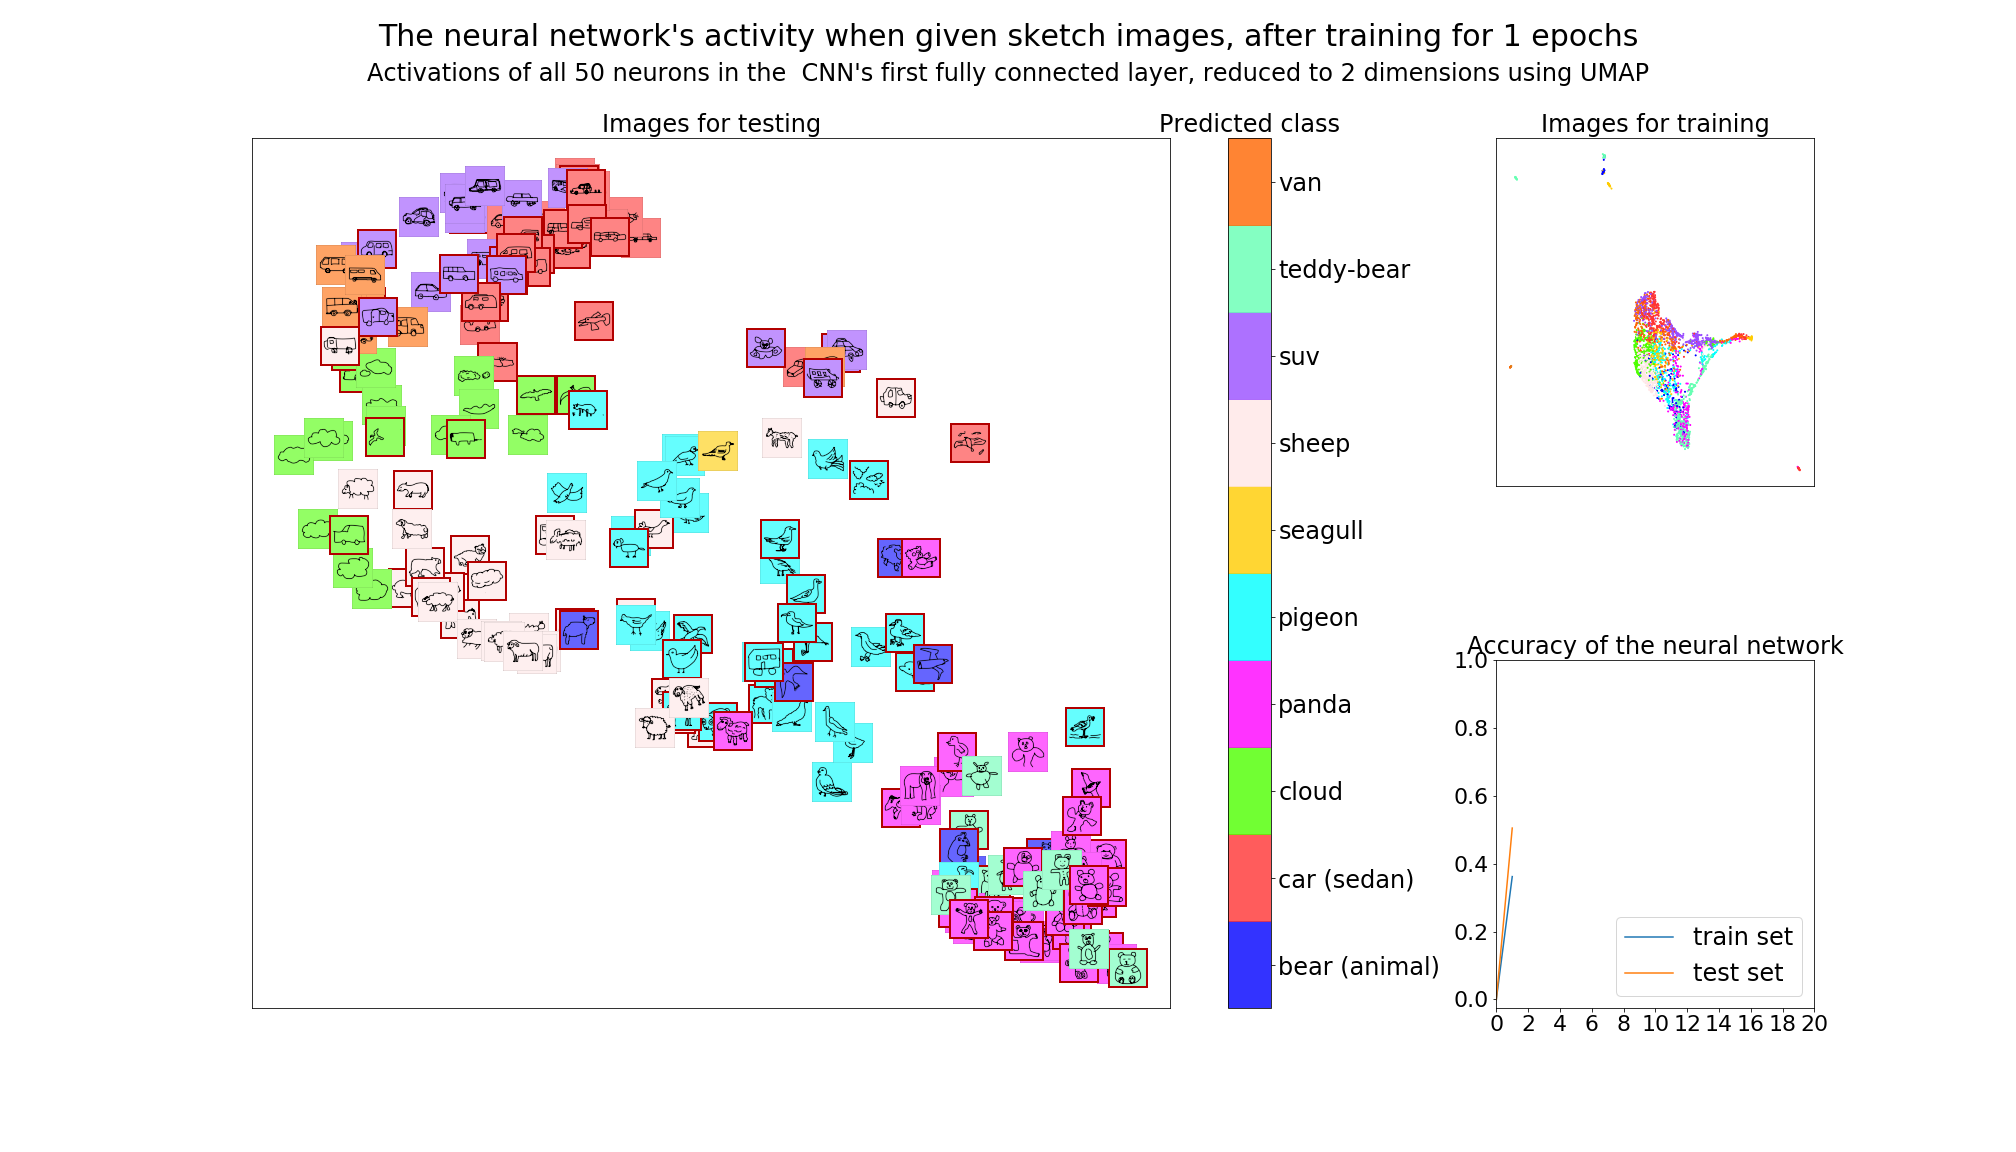 The neural network's activity when given sketch images, after training for 1 epochs
Activations of all 50 neurons in the  CNN's first fully connected layer, reduced to 2 dimensions using UMAP
Images for testing
Predicted class
van
teddy-bear
suv
sheep
seagull
pigeon
panda
cloud
car (sedan)
bear (animal)
Images for training
Accuracy of the neural network
1.0
0.8
0.6
0.4
0.2
0.0
train set
test set
0 2 4 6 8 10 12 14 16 18 20